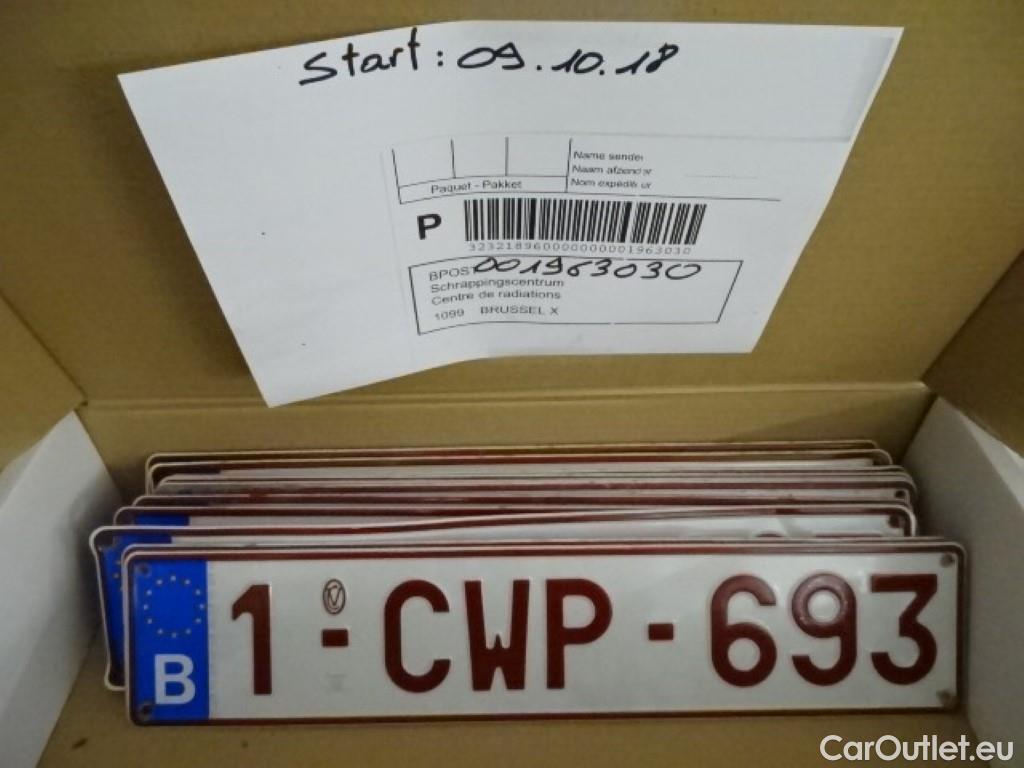 Start: 09.10.18
Name sender
Naam afzender
Nom expéditeur
Paquet - Pakket
P
323218960000000001963030
BPOST
001963030
Schrappingscentrum
Centre de radiations
1099 BRUSSEL X
B
1-CWP-693
CarOutlet.eu